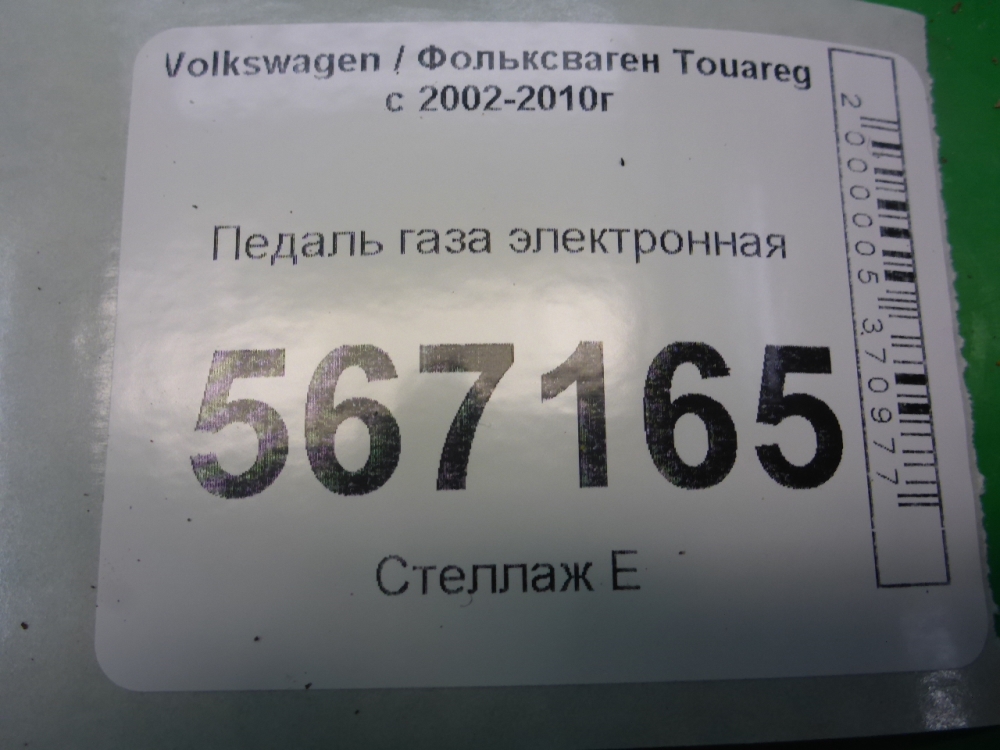 Volkswagen / Фольксваген Touareg
с 2002-2010г
Педаль газа электронная
567165
Стеллаж Е
2000005370977